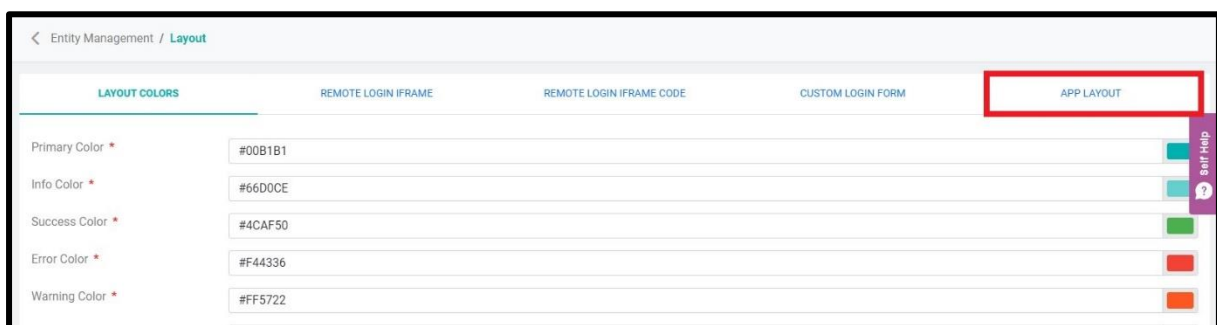 Entity Management / Layout
LAYOUT COLORS REMOTE LOGIN IFRAME REMOTE LOGIN IFRAME CODE CUSTOM LOGIN FORM APP LAYOUT
Primary Color * #00B1B1
Info Color * #66D0CE
Success Color * #4CAF50
Error Color * #F44336
Warning Color * #FF5722
? Self Help